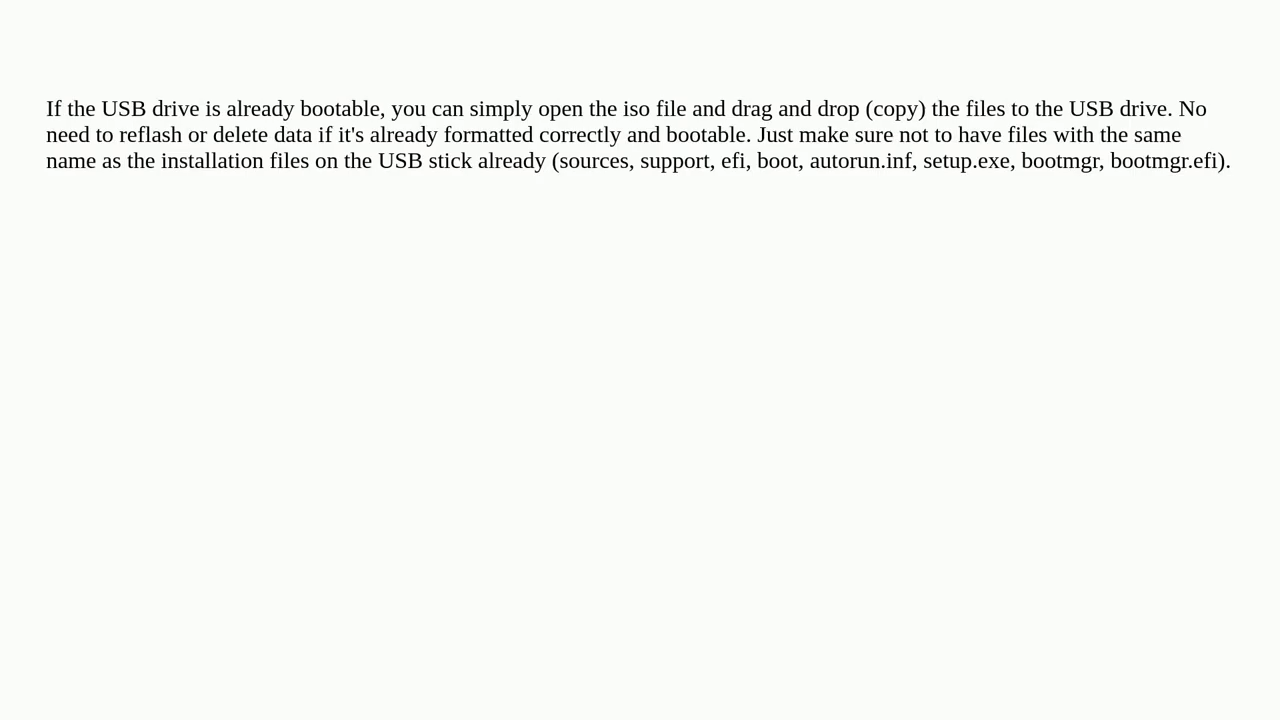 If the USB drive is already bootable, you can simply open the iso file and drag and drop (copy) the files to the USB drive. No
need to reflash or delete data if it's already formatted correctly and bootable. Just make sure not to have files with the same
name as the installation files on the USB stick already (sources, support, efi, boot, autorun.inf, setup.exe, bootmgr, bootmgr.efi).